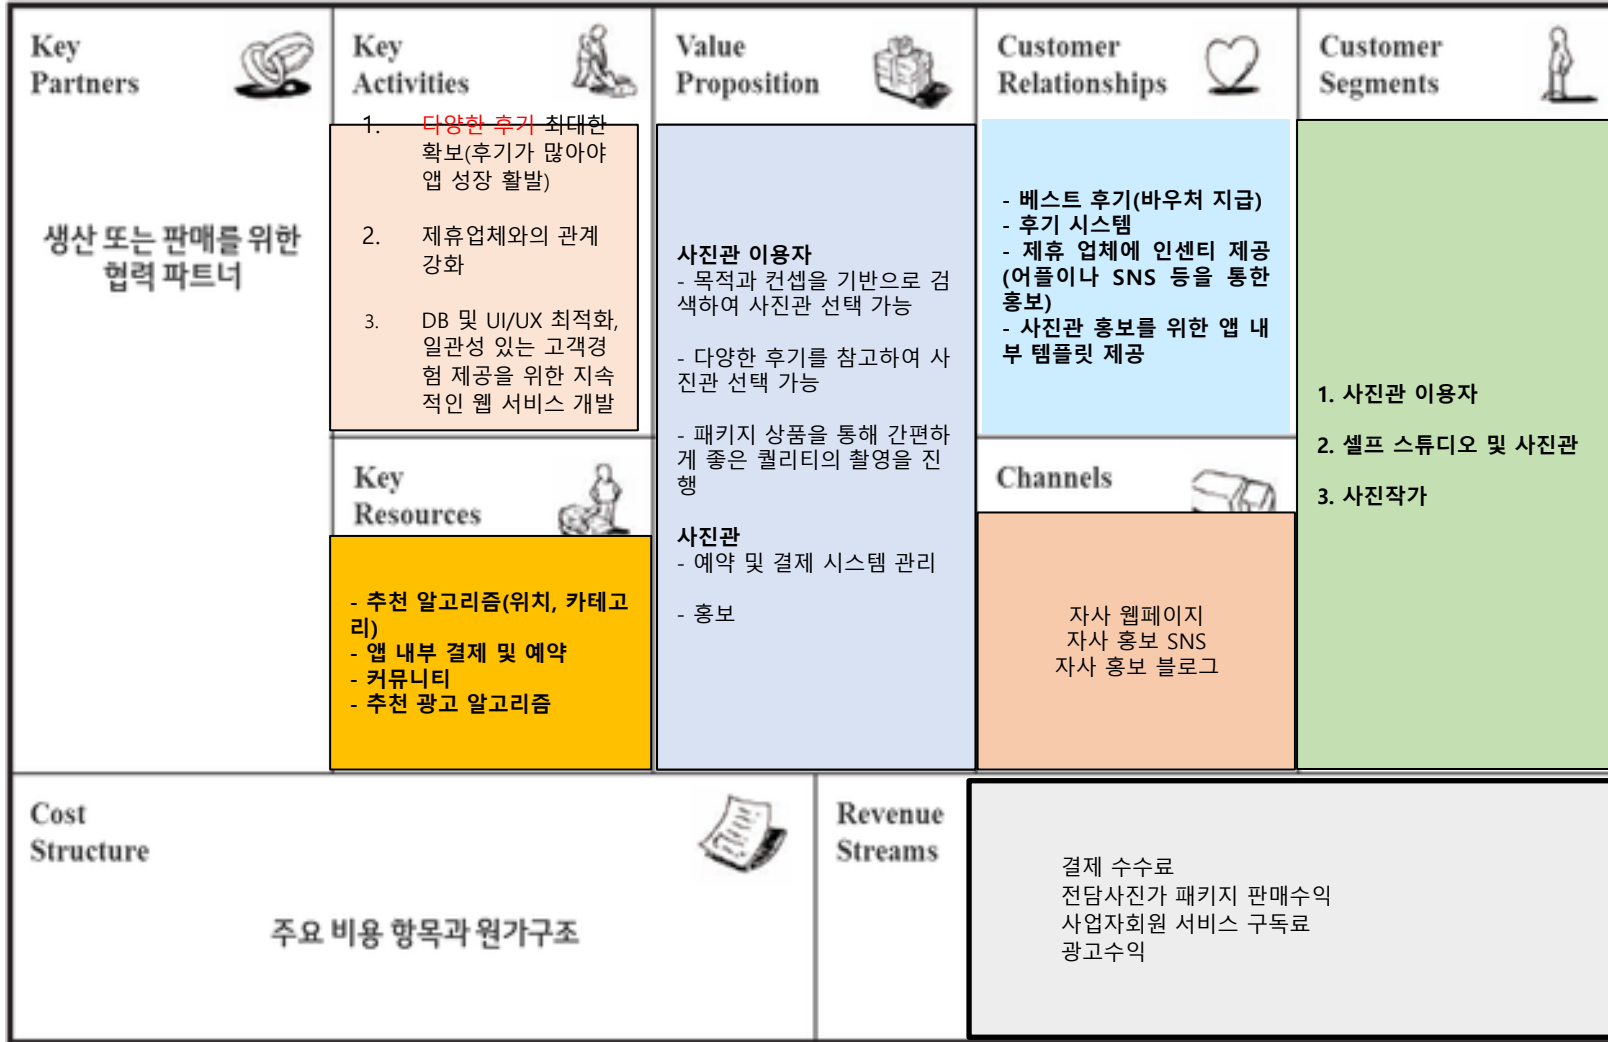 Key
Partners
생산 또는 판매를 위한
협력 파트너
Key
Activities
1. 다양한 후기 최대한
확보(후기가 많아야
앱 성장 활발)
2. 제휴업체와의 관계
강화
3. DB 및 UI/UX 최적화,
일관성 있는 고객경
험 제공을 위한 지속
적인 웹 서비스 개발
Key
Resources
- 추천 알고리즘(위치, 카테고
리)
- 앱 내부 결제 및 예약
- 커뮤니티
- 추천 광고 알고리즘
Value
Proposition
사진관 이용자
- 목적과 컨셉을 기반으로 검
색하여 사진관 선택 가능
- 다양한 후기를 참고하여 사
진관 선택 가능
- 패키지 상품을 통해 간편하
게 좋은 퀄리티의 촬영을 진
행
사진관
- 예약 및 결제 시스템 관리
- 홍보
Customer
Relationships
- 베스트 후기(바우처 지급)
- 후기 시스템
- 제휴 업체에 인센티 제공
(어플이나 SNS 등을 통한
홍보)
- 사진관 홍보를 위한 앱 내
부 템플릿 제공
Channels
자사 웹페이지
자사 홍보 SNS
자사 홍보 블로그
Customer
Segments
1. 사진관 이용자
2. 셀프 스튜디오 및 사진관
3. 사진작가
Cost
Structure
주요 비용 항목과 원가구조
Revenue
Streams
결제 수수료
전담사진가 패키지 판매수익
사업자회원 서비스 구독료
광고수익